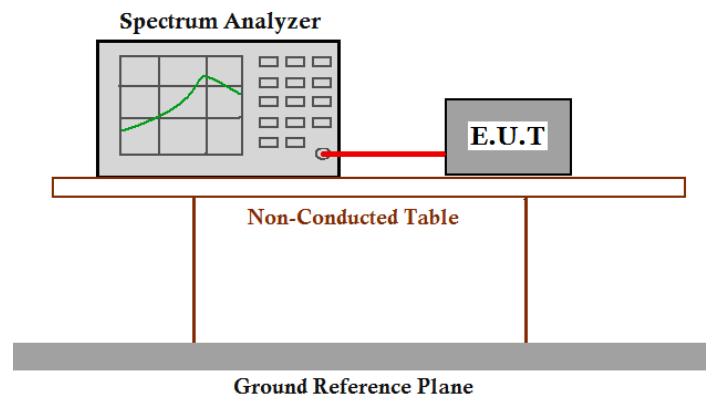 Spectrum Analyzer
E.U.T
Non-Conducted Table
Ground Reference Plane